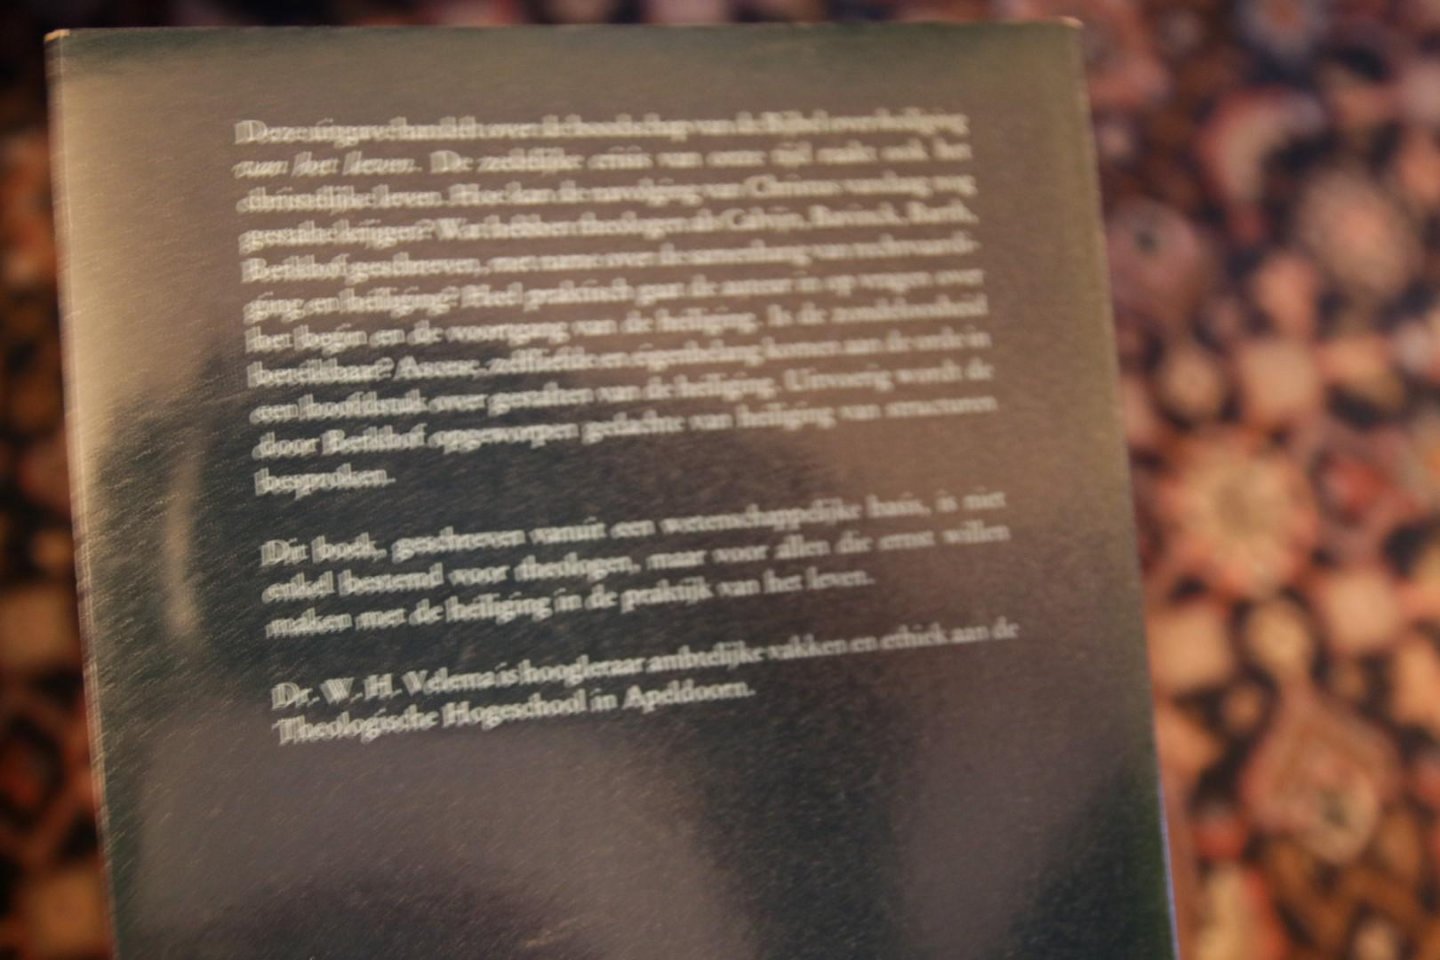 Deze uitgave handelt over de boodschap van de Bijbel over heiliging
van het leven. De zedelijke crisis van onze tijd raakt ook het
christelijke leven. Hoe kan de navolging van Christus vandaag nog
gestalte krijgen? Wat hebben theologen als Calvijn, Bavinck, Barth,
Berkhof geschreven, met name over de samenhang van rechtvaardi-
ging en heiliging? Heel praktisch gaat de auteur in op vragen over
het begin en de voortgang van de heiliging. Is de zondeloosheid
bereikbaar? Ascese, zelfliefde en eigenbelang komen aan de orde in
een hoofdstuk over gestalten van de heiliging. Uitvoerig wordt de
door Berkhof opgeworpen gedachte van heiliging van structuren
besproken.
Dit boek, geschreven vanuit een wetenschappelijke basis, is niet
enkel bestemd voor theologen, maar voor allen die ernst willen
maken met de heiliging in de praktijk van het leven.
Dr. W. H. Velema is hoogleraar ambtelijke vakken en ethiek aan de
Theologische Hogeschool in Apeldoorn.